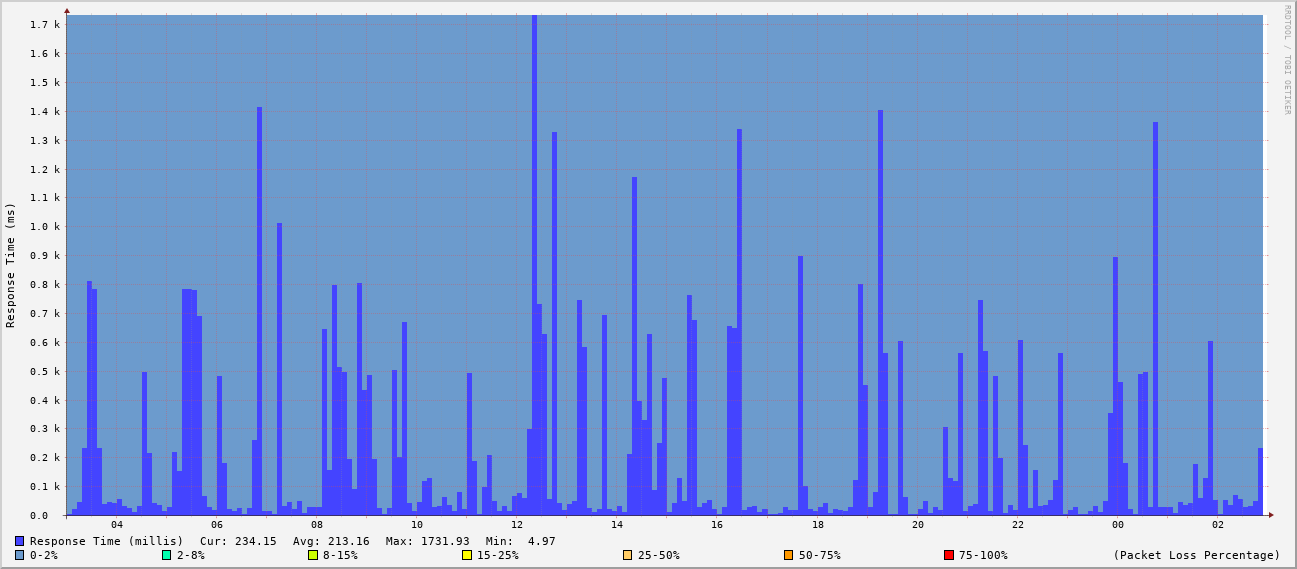 RRDTOOL / TOBI OETIKER
Response Time (ms)
1.7 k
1.6 k
1.5 k
1.4 k
1.3 k
1.2 k
1.1 k
1.0 k
0.9 k
0.8 k
0.7 k
0.6 k
0.5 k
0.4 k
0.3 k
0.2 k
0.1 k
0.0
04 06 08 10 12 14 16 18 20 22 00 02
Response Time (millis) Cur: 234.15 Avg: 213.16 Max: 1731.93 Min: 4.97
0-2% 2-8% 8-15% 15-25% 25-50% 50-75% 75-100% (Packet Loss Percentage)